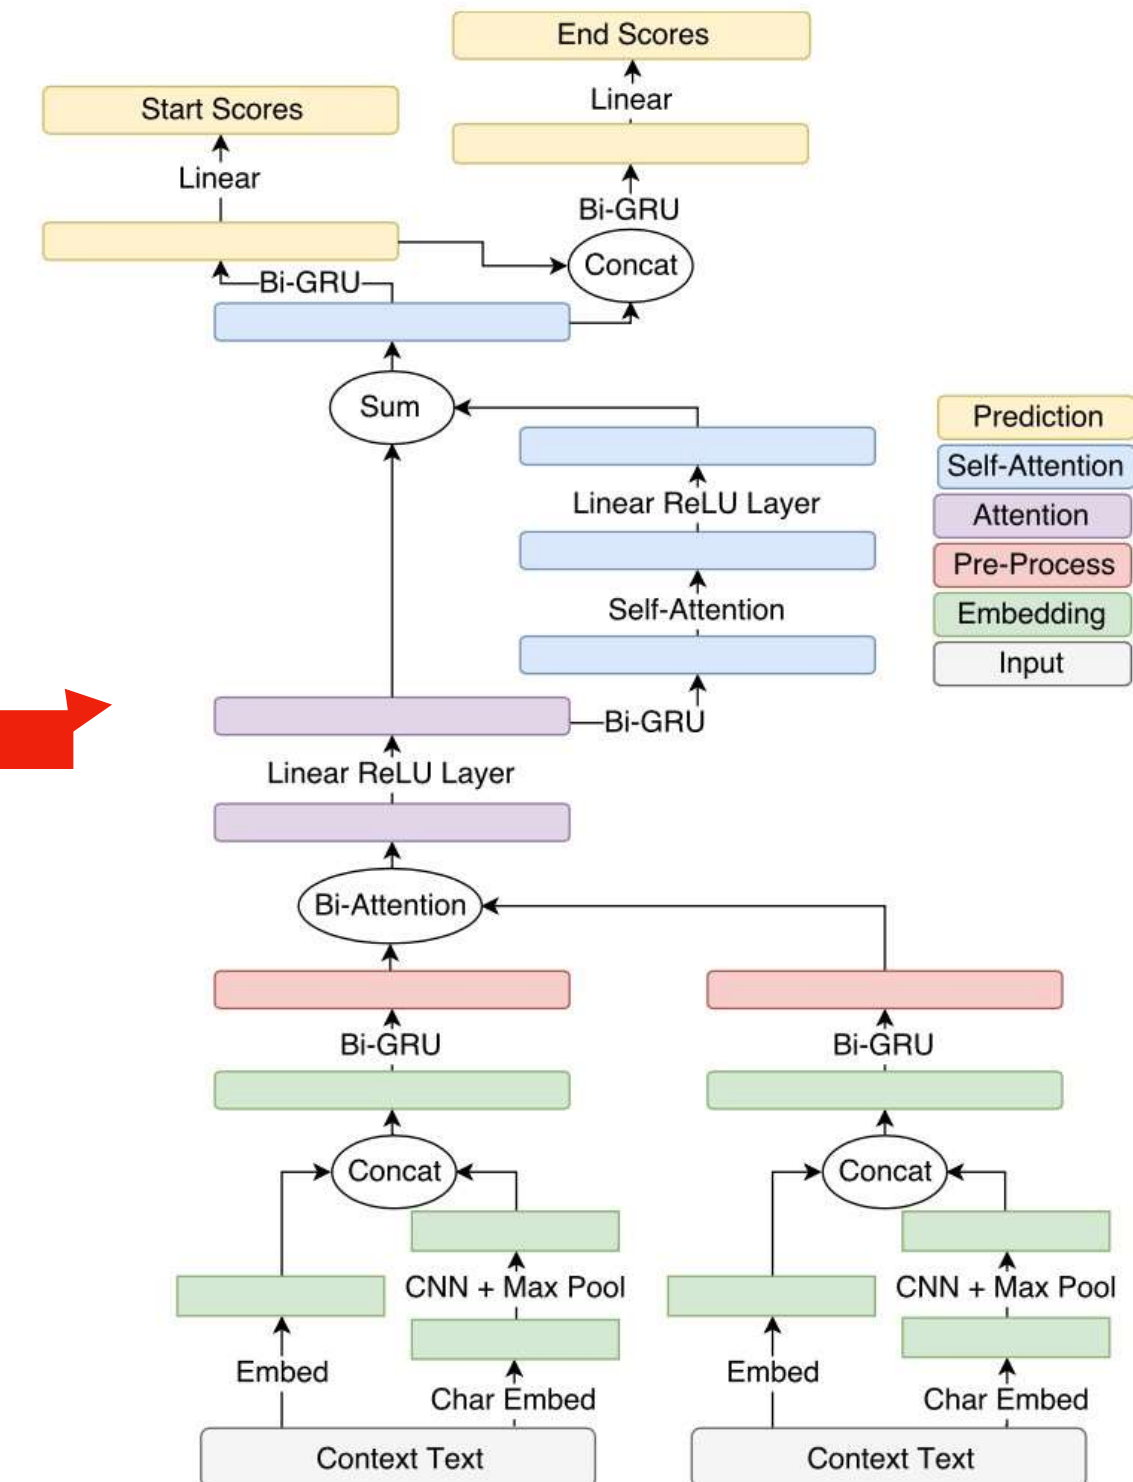 End Scores
Linear
Start Scores
Linear
Bi-GRU
Concat
Bi-GRU
Sum
Linear ReLU Layer
Self-Attention
Bi-GRU
Linear ReLU Layer
Bi-Attention
Bi-GRU
Bi-GRU
Concat
Concat
CNN + Max Pool
CNN + Max Pool
Embed
Char Embed
Embed
Char Embed
Context Text
Context Text
Prediction
Self-Attention
Attention
Pre-Process
Embedding
Input